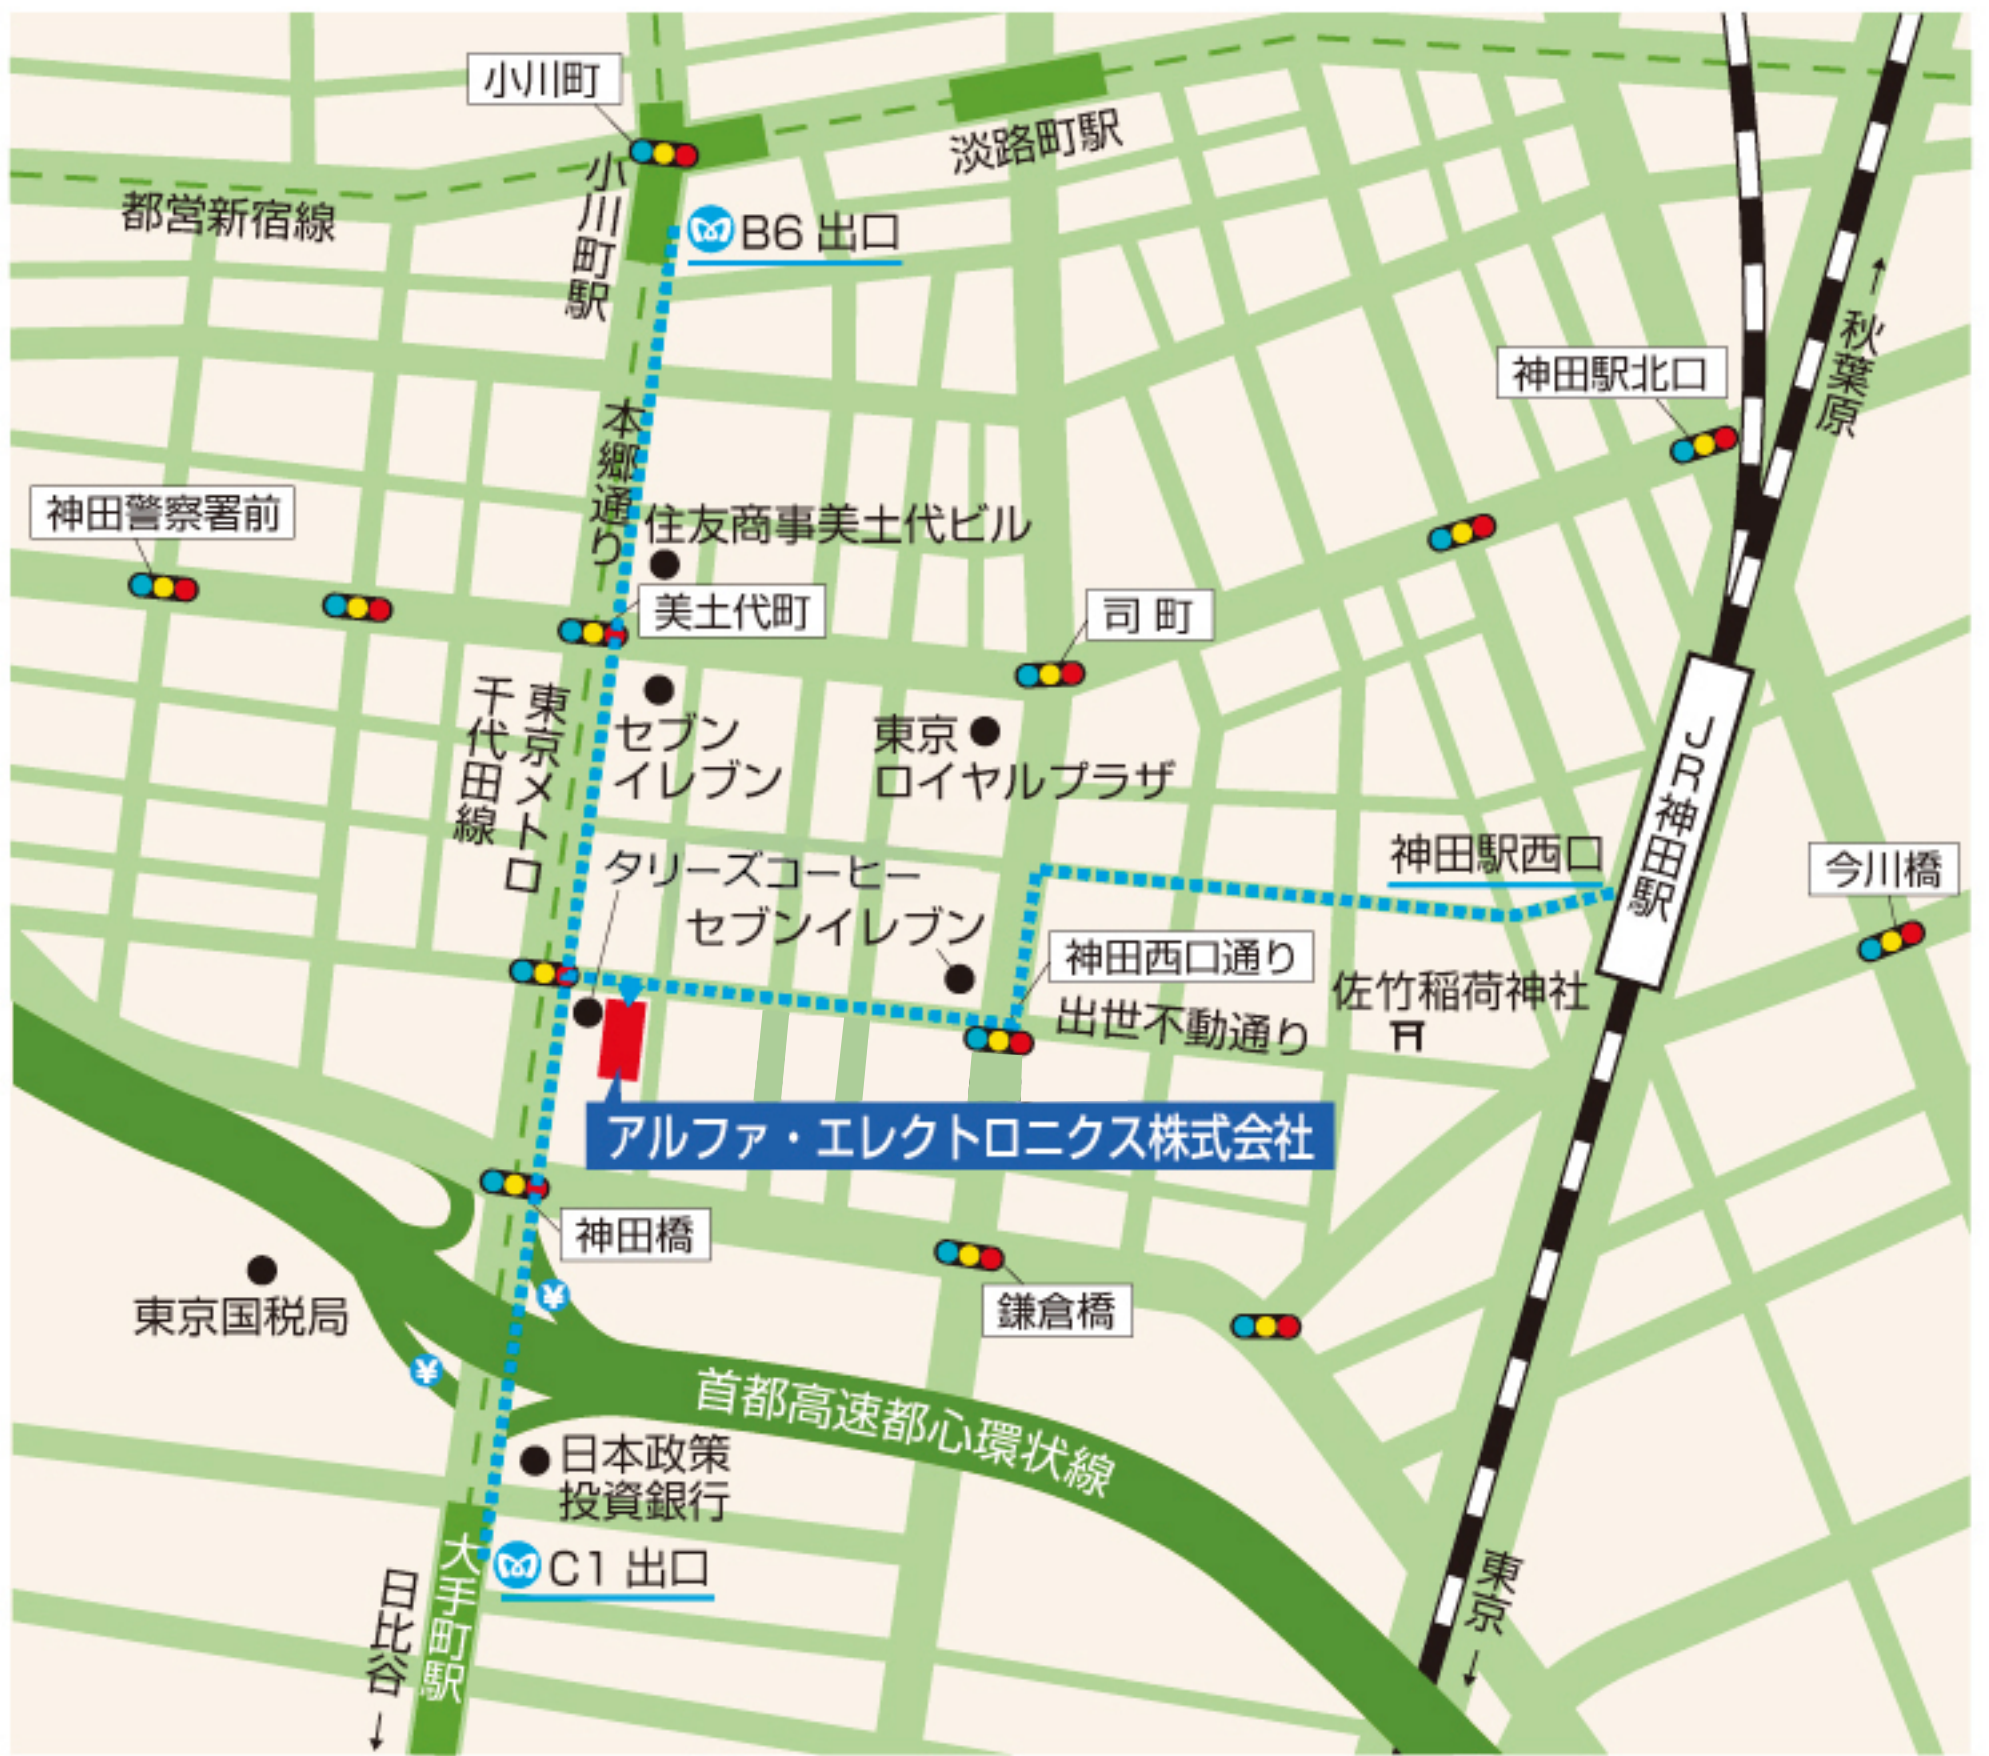 小川町
淡路町駅
都営新宿線
小川町駅
B6 出口
↑ 秋葉原
神田駅北口
本郷通り
神田警察署前
住友商事美土代ビル
美土代町
司 町
東京メトロ
千代田線
セブン
イレブン
東京
ロイヤルプラザ
JR神田駅
神田駅西口
今川橋
タリーズコーヒー
セブンイレブン
神田西口通り
出世不動通り
佐竹稲荷神社
アルファ・エレクトロニクス株式会社
神田橋
東京国税局
¥
鎌倉橋
¥
首都高速都心環状線
日本政策
投資銀行
C1 出口
大手町駅
日比谷 ↓
東京 ↓